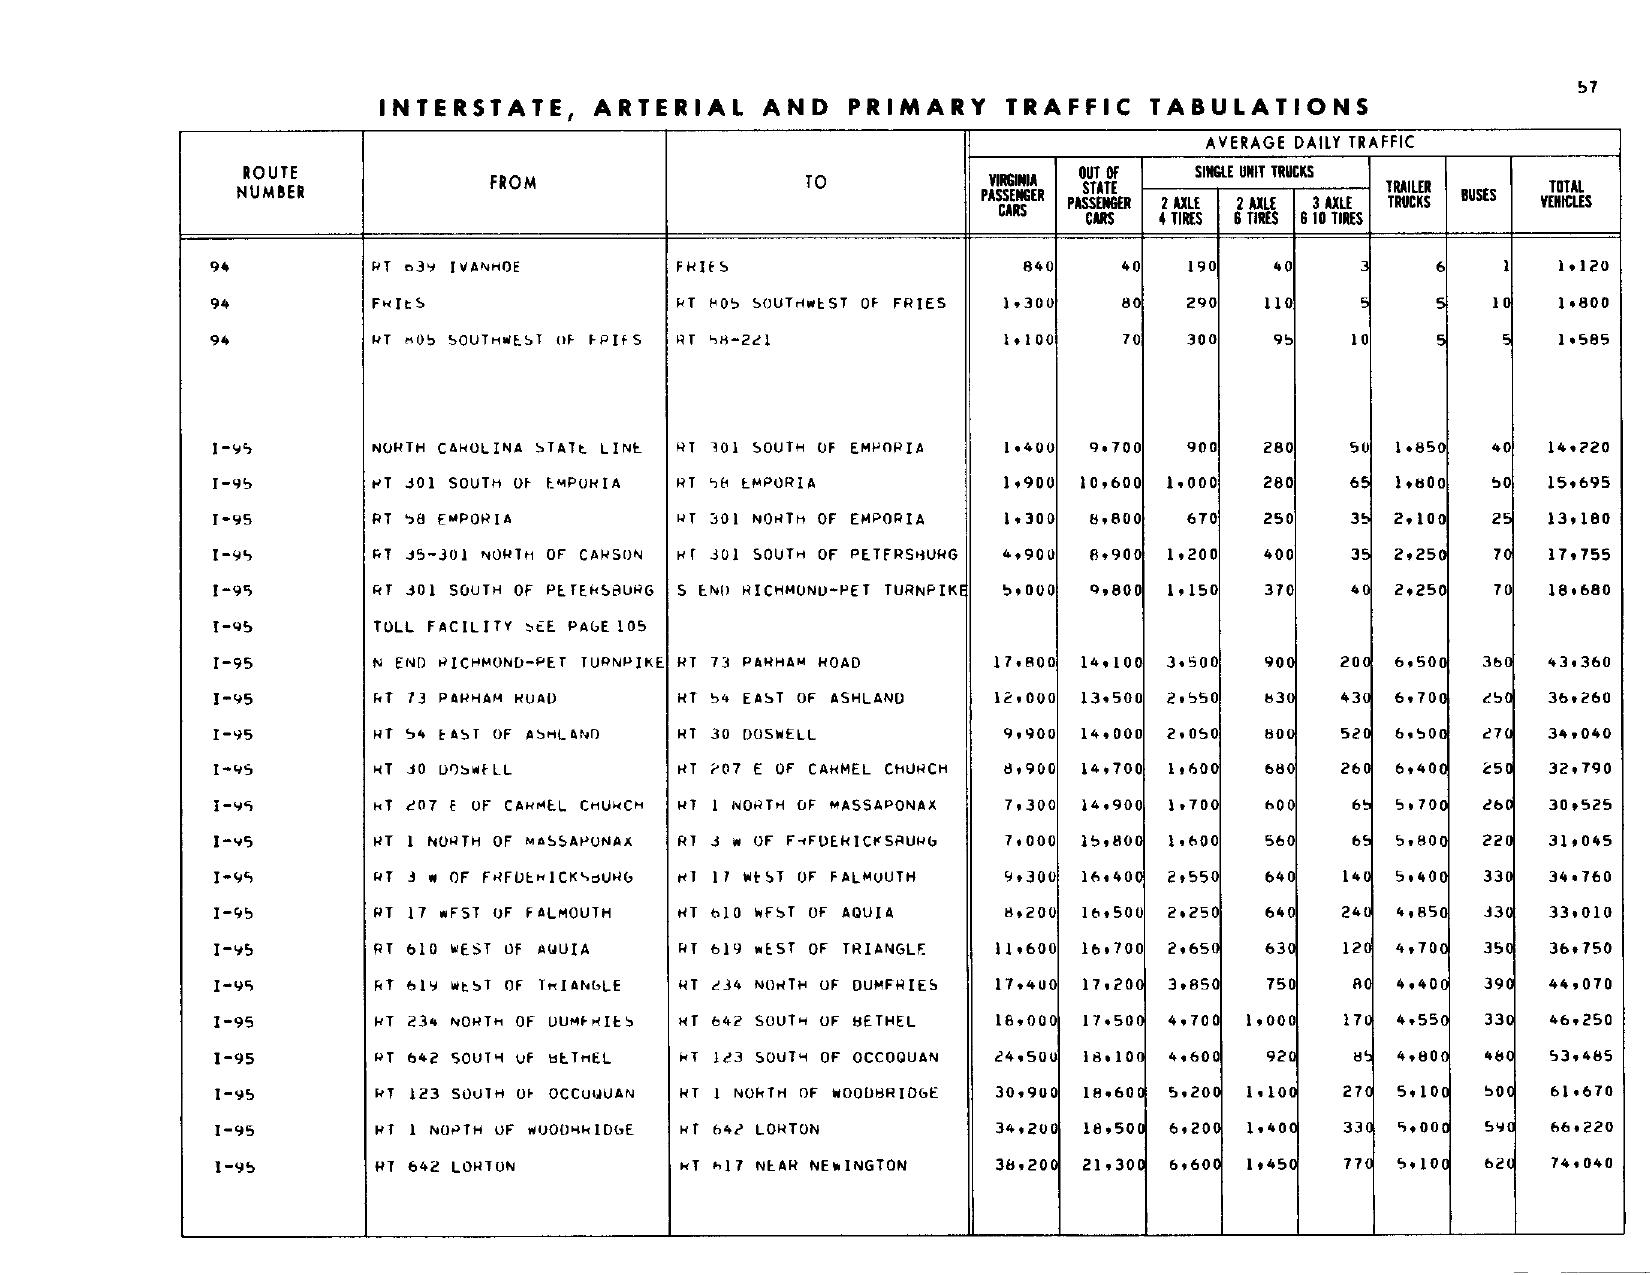 57
INTERSTATE, ARTERIAL AND PRIMARY TRAFFIC TABULATIONS
AVERAGE DAILY TRAFFIC
ROUTE NUMBER FROM TO VIRGINIA PASSENGER CARS OUT OF STATE PASSENGER CARS SINGLE UNIT TRUCKS 2 AXLE 4 TIRES 2 AXLE 6 TIRES 3 AXLE 6 10 TIRES TRAILER TRUCKS BUSES TOTAL VEHICLES
94 RT 639 IVANHOE FRIES 840 40 190 40 3 6 1 1,120
94 FRIES RT 805 SOUTHWEST OF FRIES 1,300 80 290 110 5 5 10 1,800
94 RT 805 SOUTHWEST OF FRIES RT 58-221 1,100 70 300 95 10 5 5 1,585
I-95 NORTH CAROLINA STATE LINE RT 301 SOUTH OF EMPORIA 1,400 9,700 900 280 50 1,850 40 14,220
I-95 RT 301 SOUTH OF EMPORIA RT 58 EMPORIA 1,900 10,600 1,000 280 65 1,800 50 15,695
I-95 RT 58 EMPORIA RT 301 NORTH OF EMPORIA 1,300 8,800 670 250 35 2,100 25 13,180
I-95 RT 35-301 NORTH OF CARSON RT 301 SOUTH OF PETERSBURG 4,900 8,900 1,200 400 35 2,250 70 17,755
I-95 RT 301 SOUTH OF PETERSBURG S END RICHMOND-PET TURNPIKE 5,000 9,800 1,150 370 40 2,250 70 18,680
I-95 TOLL FACILITY SEE PAGE 105
I-95 N END RICHMOND-PET TURNPIKE RT 73 PARHAM ROAD 17,800 14,100 3,500 900 200 6,500 360 43,360
I-95 RT 73 PARHAM ROAD RT 54 EAST OF ASHLAND 12,000 13,500 2,550 830 430 6,700 250 36,260
I-95 RT 54 EAST OF ASHLAND RT 30 DOSWELL 9,900 14,000 2,050 800 520 6,500 270 34,040
I-95 RT 30 DOSWELL RT 207 E OF CARMEL CHURCH 8,900 14,700 1,600 680 260 6,400 250 32,790
I-95 RT 207 E OF CARMEL CHURCH RT 1 NORTH OF MASSAPONAX 7,300 14,900 1,700 600 65 5,700 260 30,525
I-95 RT 1 NORTH OF MASSAPONAX RT 3 W OF FREDERICKSBURG 7,000 15,800 1,600 560 65 5,800 220 31,045
I-95 RT 3 W OF FREDERICKSBURG RT 17 WEST OF FALMOUTH 9,300 16,400 2,550 640 140 5,400 330 34,760
I-95 RT 17 WEST OF FALMOUTH RT 610 WEST OF AQUIA 8,200 16,500 2,250 640 240 4,850 330 33,010
I-95 RT 610 WEST OF AQUIA RT 619 WEST OF TRIANGLE 11,600 16,700 2,650 630 120 4,700 350 36,750
I-95 RT 619 WEST OF TRIANGLE RT 234 NORTH OF DUMFRIES 17,400 17,200 3,850 750 80 4,400 390 44,070
I-95 RT 234 NORTH OF DUMFRIES RT 642 SOUTH OF BETHEL 18,000 17,500 4,700 1,000 170 4,550 330 46,250
I-95 RT 642 SOUTH OF BETHEL RT 123 SOUTH OF OCCOQUAN 24,500 18,100 4,600 920 85 4,800 480 53,485
I-95 RT 123 SOUTH OF OCCOQUAN RT 1 NORTH OF WOODBRIDGE 30,900 18,600 5,200 1,100 270 5,100 500 61,670
I-95 RT 1 NORTH OF WOODBRIDGE RT 642 LORTON 34,200 18,500 6,200 1,400 330 5,000 590 66,220
I-95 RT 642 LORTON RT 617 NEAR NEWINGTON 38,200 21,300 6,600 1,450 770 5,100 620 74,040